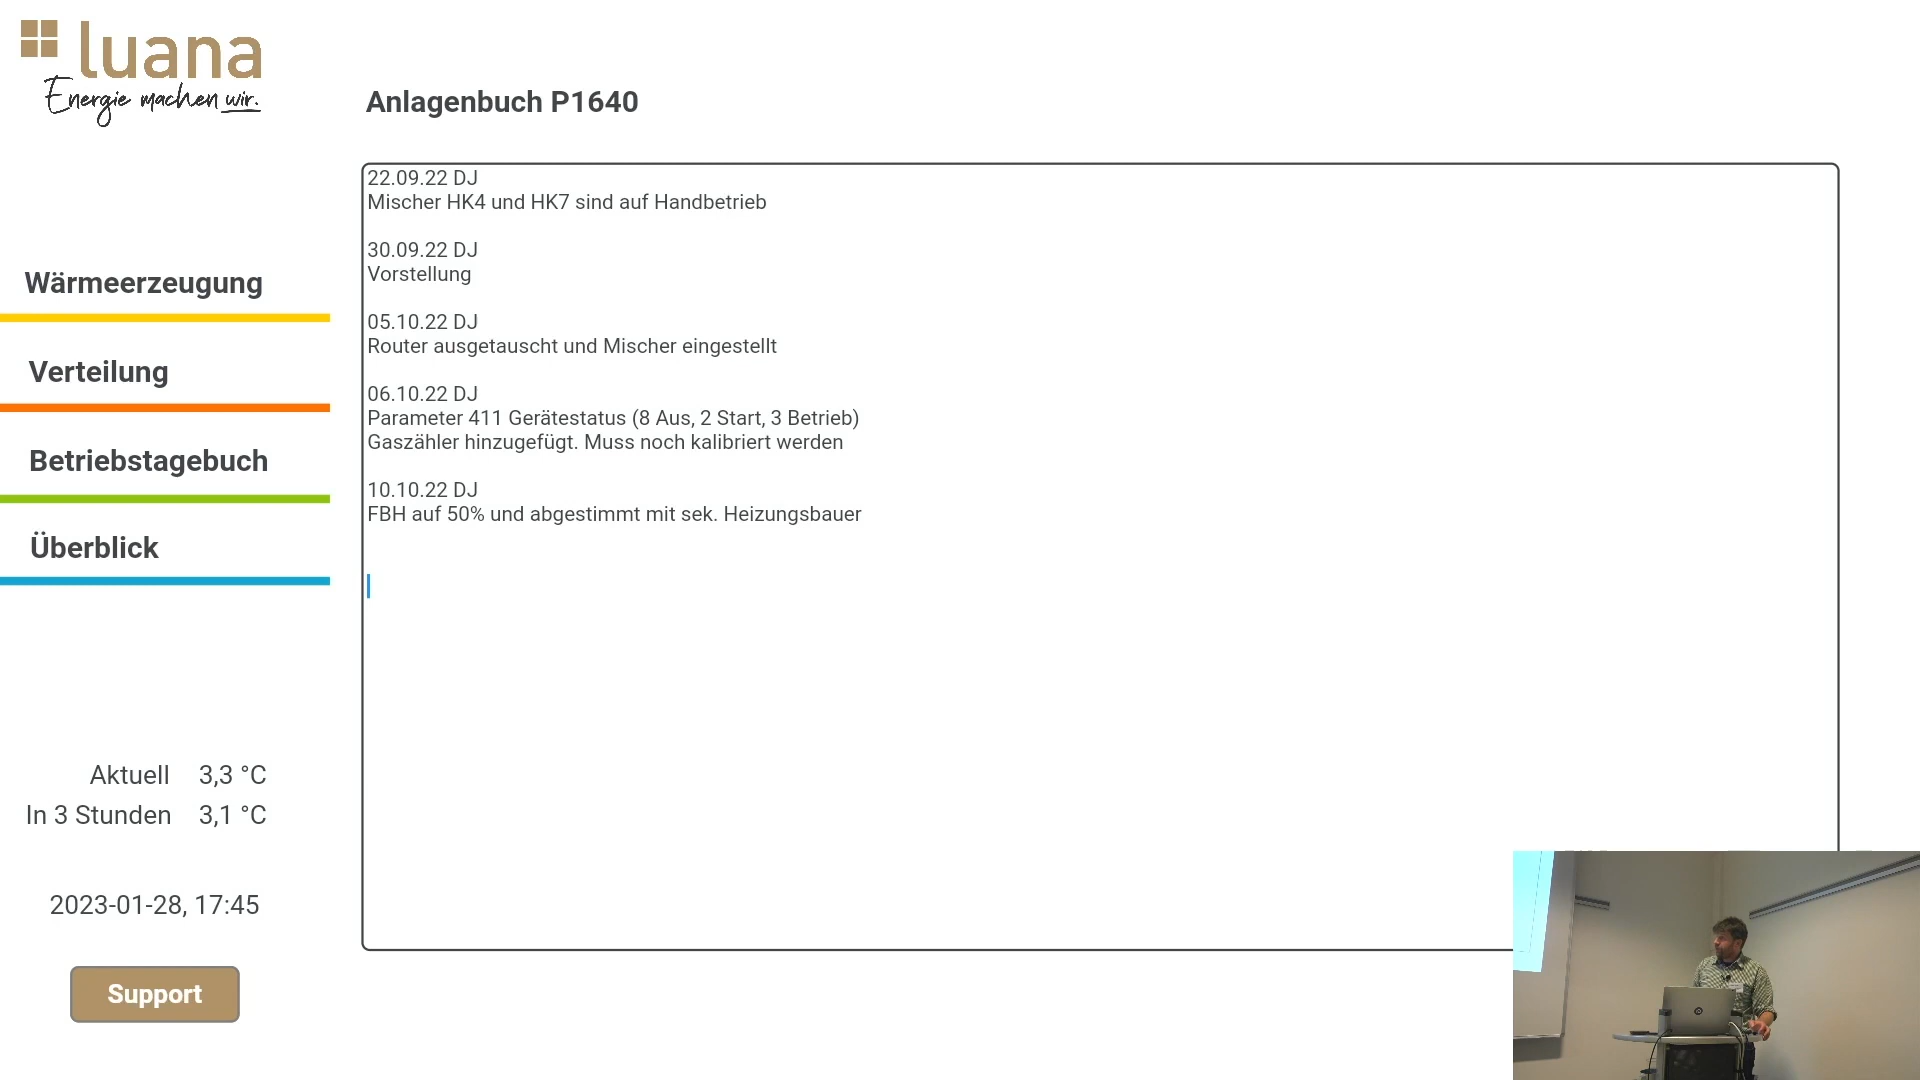 luana
Energie machen wir.
Anlagenbuch P1640
22.09.22 DJ
Mischer HK4 und HK7 sind auf Handbetrieb
30.09.22 DJ
Vorstellung
05.10.22 DJ
Router ausgetauscht und Mischer eingestellt
06.10.22 DJ
Parameter 411 Gerätestatus (8 Aus, 2 Start, 3 Betrieb)
Gaszähler hinzugefügt. Muss noch kalibriert werden
10.10.22 DJ
FBH auf 50% und abgestimmt mit sek. Heizungsbauer
Wärmeerzeugung
Verteilung
Betriebstagebuch
Überblick
Aktuell 3,3 °C
In 3 Stunden 3,1 °C
2023-01-28, 17:45
Support